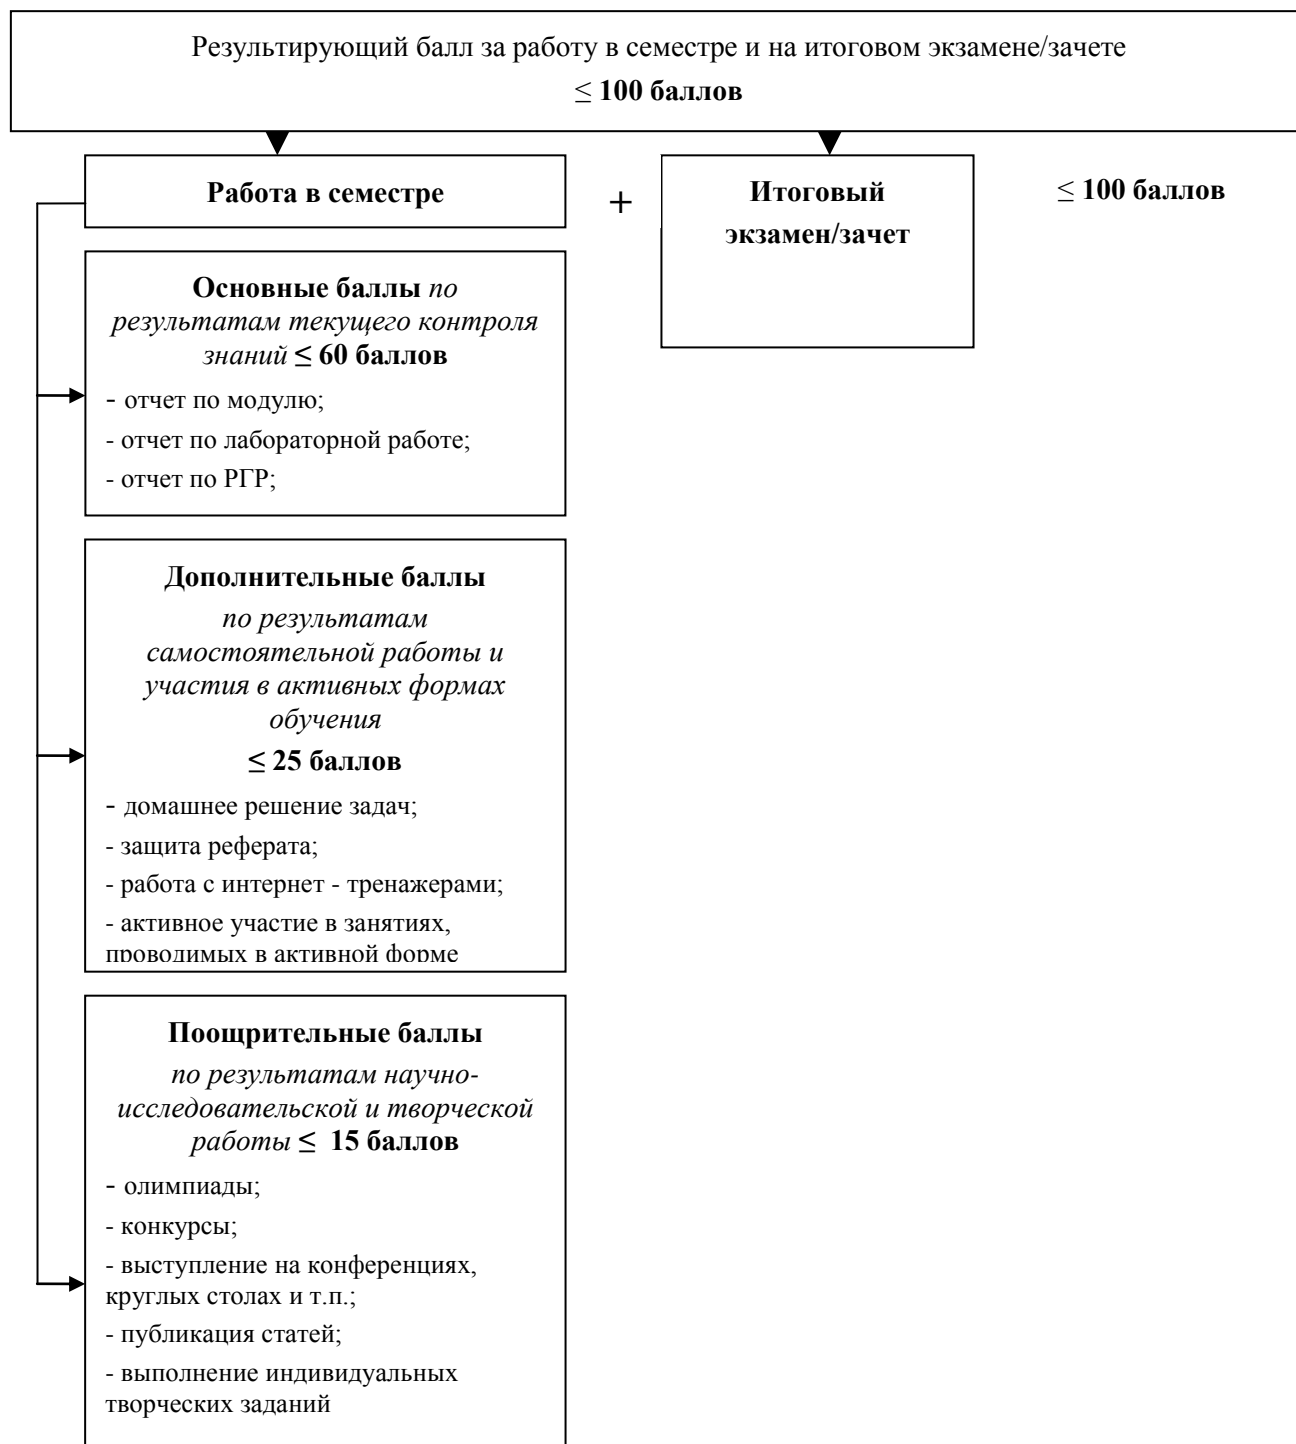 Результирующий балл за работу в семестре и на итоговом экзамене/зачете
≤ 100 баллов
Работа в семестре
+
Итоговый
экзамен/зачет
≤ 100 баллов
Основные баллы по
результатам текущего контроля
знаний ≤ 60 баллов
- отчет по модулю;
- отчет по лабораторной работе;
- отчет по РГР;
Дополнительные баллы
по результатам
самостоятельной работы и
участия в активных формах
обучения
≤ 25 баллов
- домашнее решение задач;
- защита реферата;
- работа с интернет - тренажерами;
- активное участие в занятиях,
проводимых в активной форме
Поощрительные баллы
по результатам научно-
исследовательской и творческой
работы ≤ 15 баллов
- олимпиады;
- конкурсы;
- выступление на конференциях,
круглых столах и т.п.;
- публикация статей;
- выполнение индивидуальных
творческих заданий